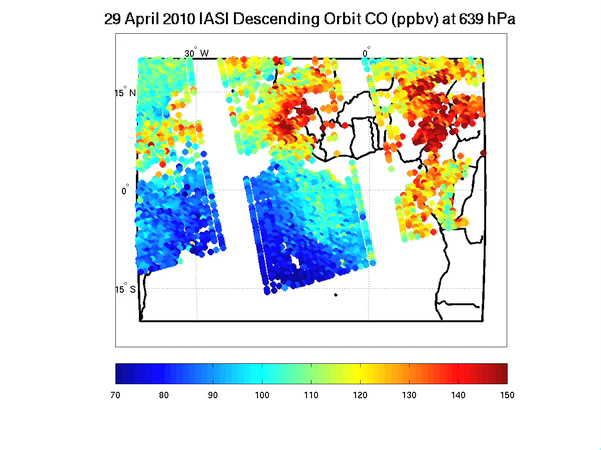 29 April 2010 IASI Descending Orbit CO (ppbv) at 639 hPa
30° W 0°
15° N
0°
15° S
70 80 90 100 110 120 130 140 150